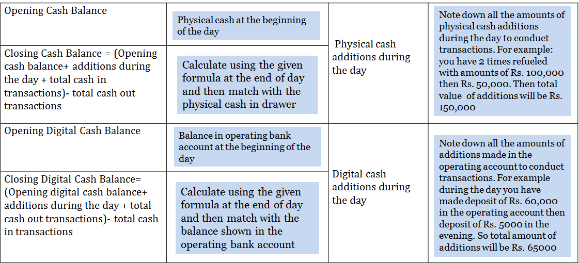 Opening Cash Balance
Physical cash at the beginning
of the day
Closing Cash Balance = (Opening
cash balance+ additions during
the day + total cash in
transactions)- total cash out
transactions
Calculate using the given
formula at the end of day
and then match with the
physical cash in drawer
Physical cash
additions during
the day
Note down all the amounts of
physical cash additions
during the day to conduct
transactions. For example:
you have 2 times refueled
with amounts of Rs. 100,000
then Rs. 50,000. Then total
value of additions will be Rs.
150,000
Opening Digital Cash Balance
Balance in operating bank
account at the beginning of the
day
Closing Digital Cash Balance=
(Opening digital cash balance+
additions during the day + total
cash out transactions)- total cash
in transactions
Calculate using the given
formula at the end of day
and then match with the
balance shown in the
operating bank account
Digital cash
additions during
the day
Note down all the amounts of
additions made in the
operating account to conduct
transactions. For example
during the day you have
made deposit of Rs. 60,000
in the operating account then
deposit of Rs. 5000 in the
evening. So total amount of
additions will be Rs. 65000